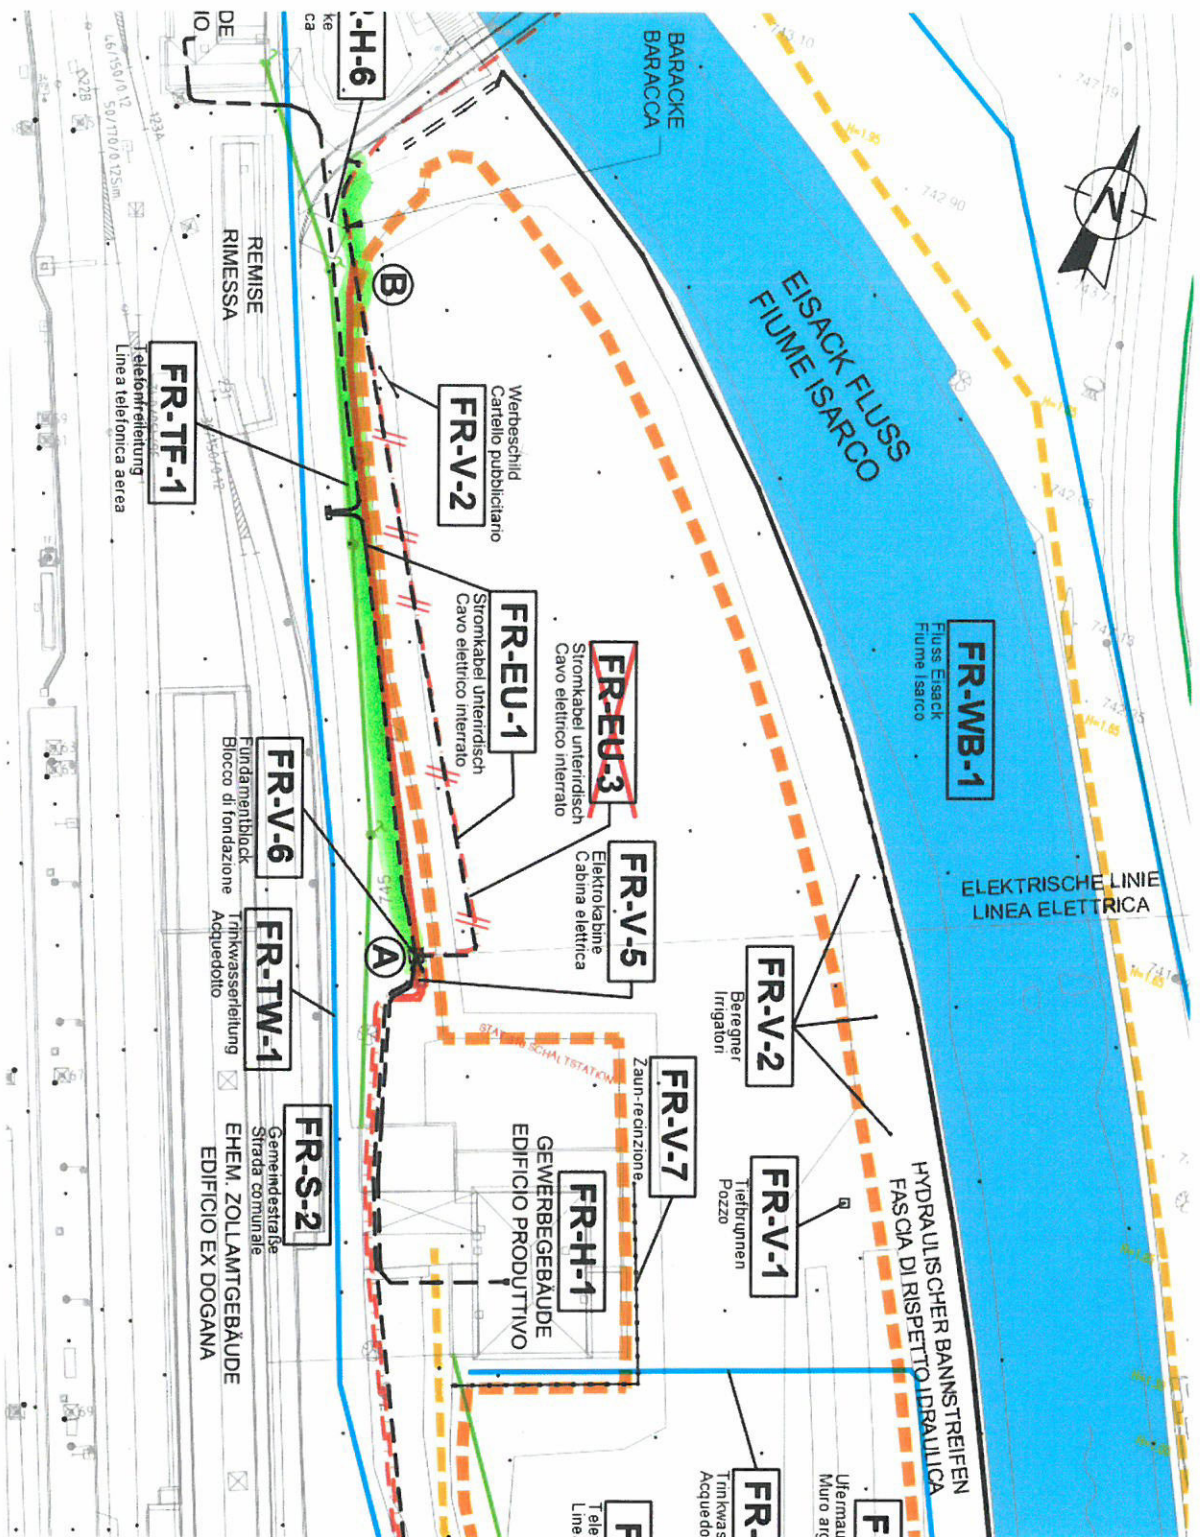 BARACKE
BARACCA
EISACK FLUSS
FIUME ISARCO
FR-WB-1
Fluss Eisack
Fiume Isarco
ELEKTRISCHE LINIE
LINEA ELETTRICA
HYDRAULISCHER BANNSTREIFEN
FASCIA DI RISPETTO IDRAULICA
N
B
REMISE
RIMESSA
FR-TF-1
Telefonfreileitung
Linea telefonica aerea
Werbeschild
Cartello pubblicitario
FR-V-2
FR-EU-1
Stromkabel unterirdisch
Cavo elettrico interrato
FR-EU-3
Stromkabel unterirdisch
Cavo elettrico interrato
FR-V-5
Elektrokabine
Cabina elettrica
FR-V-6
Fundamentblock
Blocco di fondazione
A
FR-TW-1
Trinkwasserleitung
Acquedotto
FR-V-2
Beregner
Irrigatori
FR-V-7
Zaun-recinzione
FR-V-1
Tiefbrunnen
Pozzo
FR-S-2
Gemeindestraße
Strada comunale
EHEM. ZOLLAMTGEBÄUDE
EDIFICIO EX DOGANA
GEWERBEGEBÄUDE
EDIFICIO PRODUTTIVO
FR-H-1
743.10
742.90
745